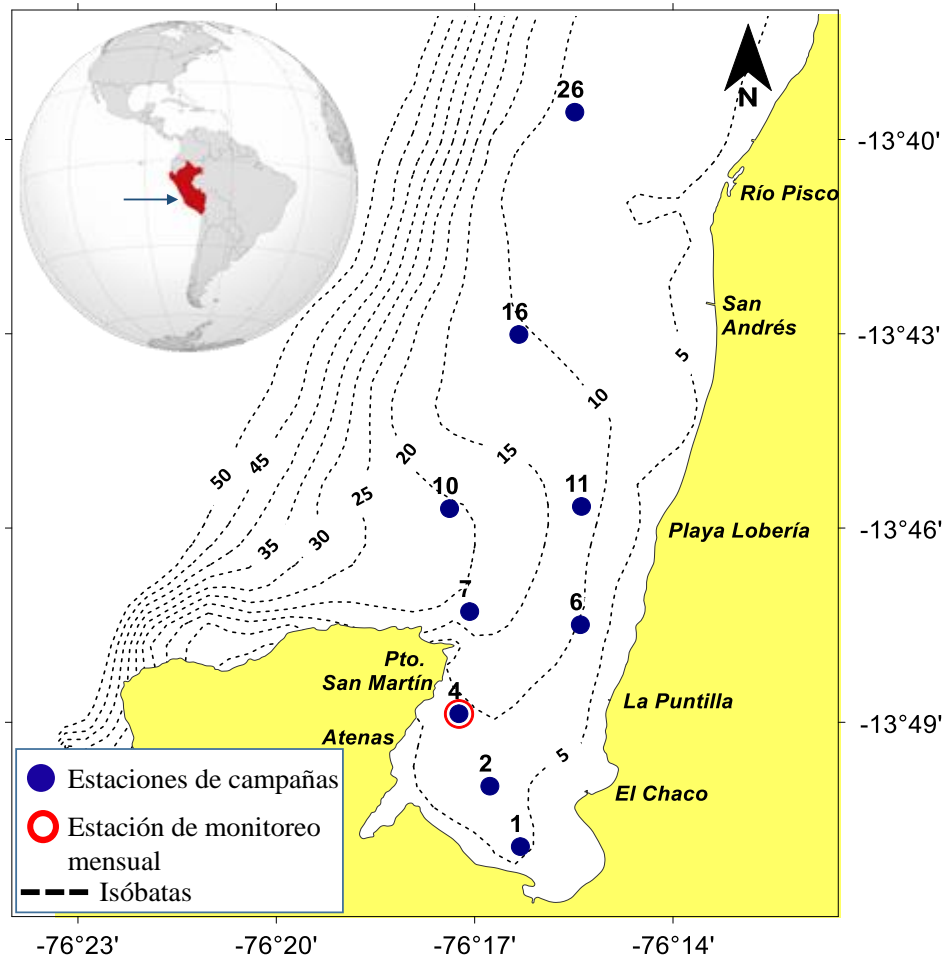 26
N
-13°40'
Río Pisco
16
San
Andrés
-13°43'
5
10
20
15
50
45
10
11
25
35
30
Playa Lobería
-13°46'
7
6
Pto.
San Martín
4
La Puntilla
-13°49'
Atenas
2
5
El Chaco
1
Estaciones de campañas
Estación de monitoreo
mensual
Isóbatas
-76°23'
-76°20'
-76°17'
-76°14'